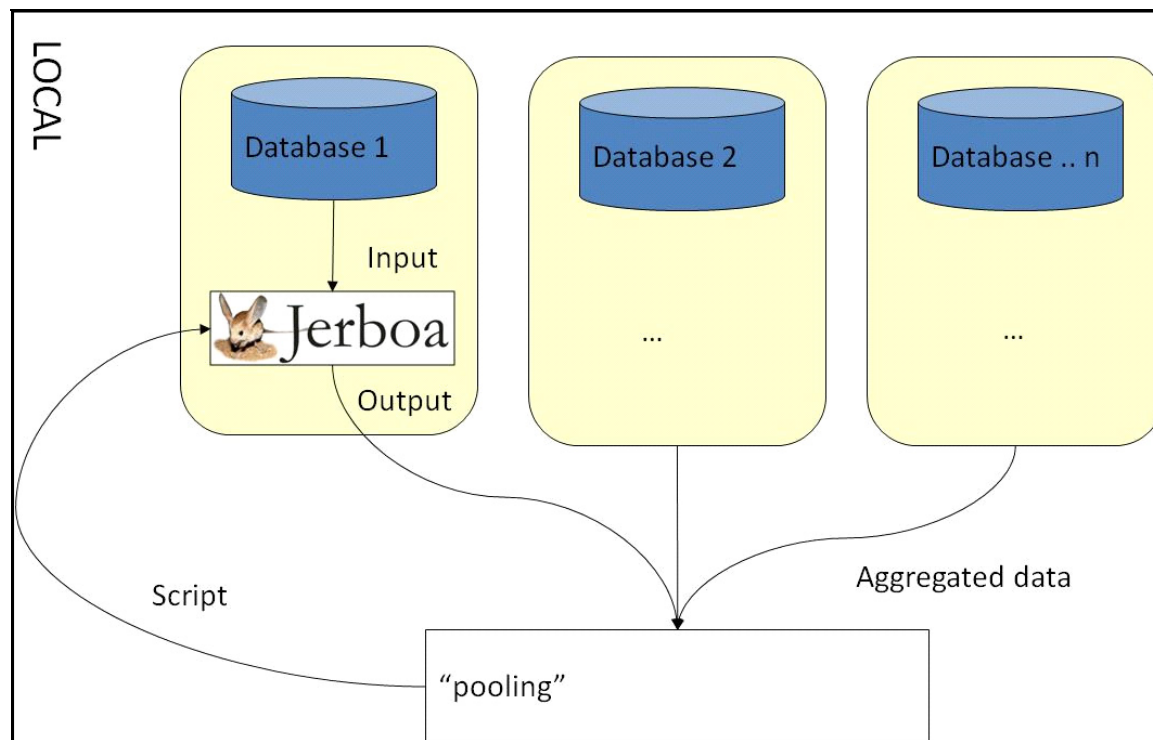 LOCAL
Database 1
Database 2
Database .. n
Input
Jerboa
...
...
Output
Script
Aggregated data
“pooling”